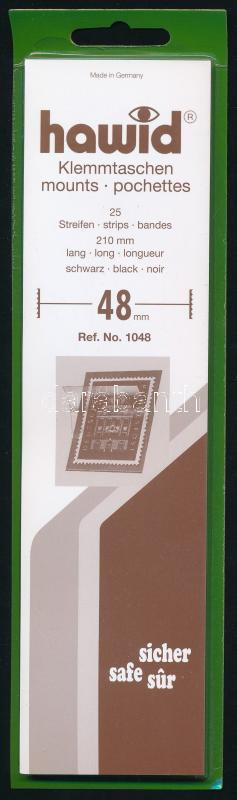 Made in Germany
hawid®
Klemmtaschen
mounts · pochettes
25
Streifen · strips · bandes
210 mm
lang · long · longueur
schwarz · black · noir
48 mm
Ref. No. 1048
darabanth
sicher
safe sûr